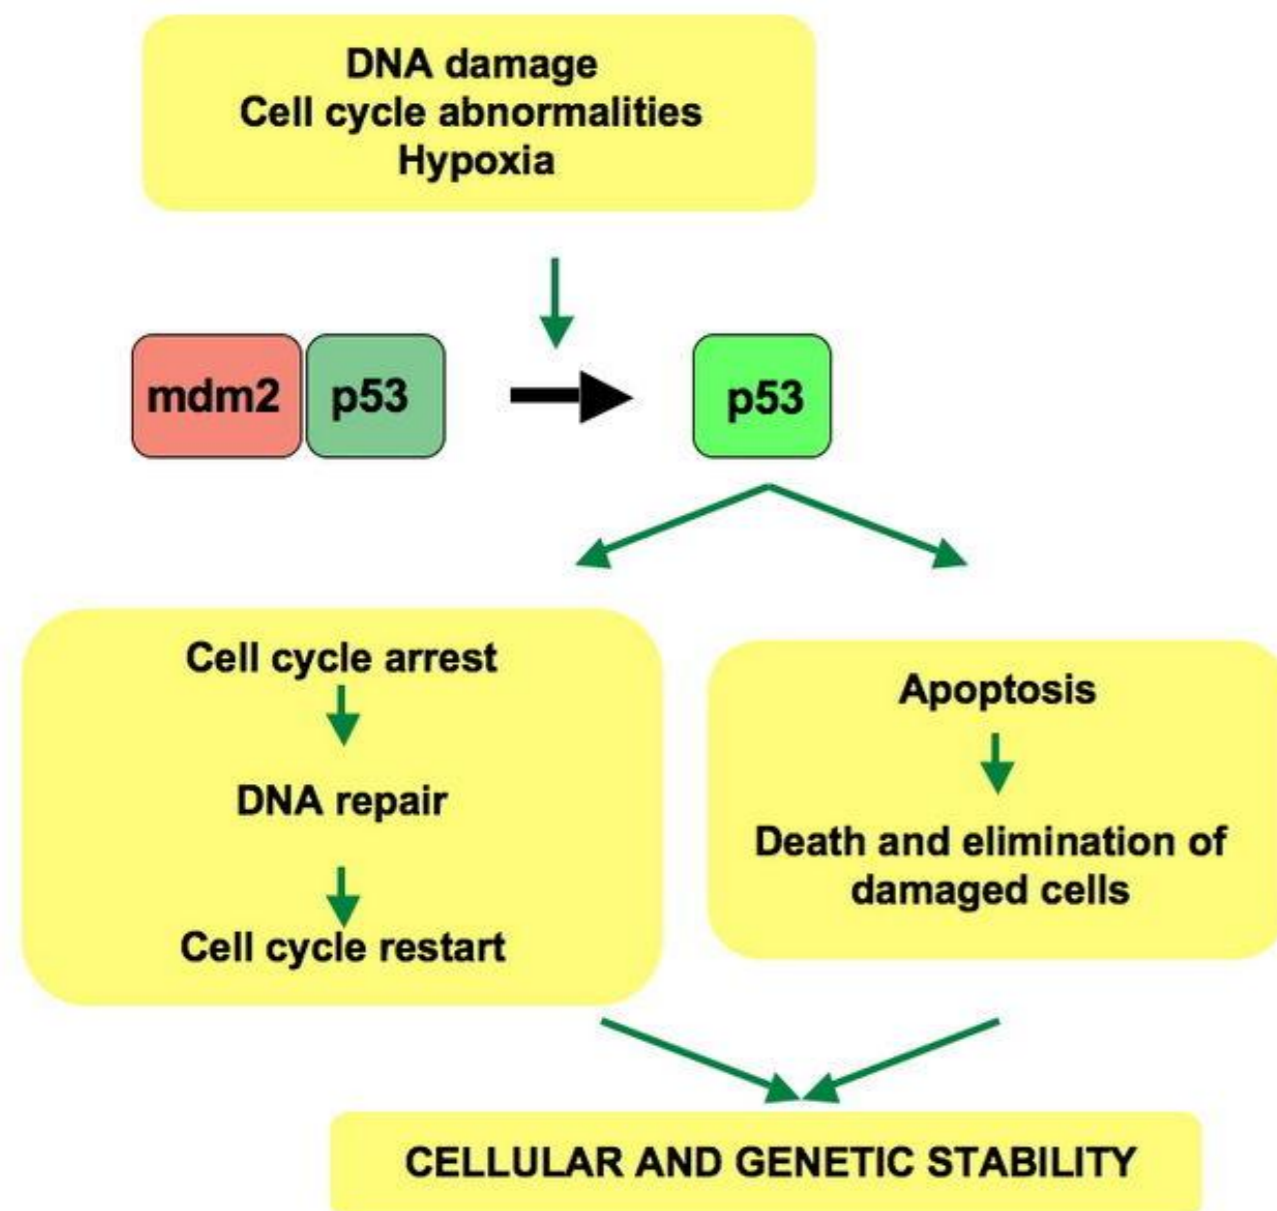 DNA damage
Cell cycle abnormalities
Hypoxia
mdm2
p53
p53
Cell cycle arrest
DNA repair
Cell cycle restart
Apoptosis
Death and elimination of
damaged cells
CELLULAR AND GENETIC STABILITY